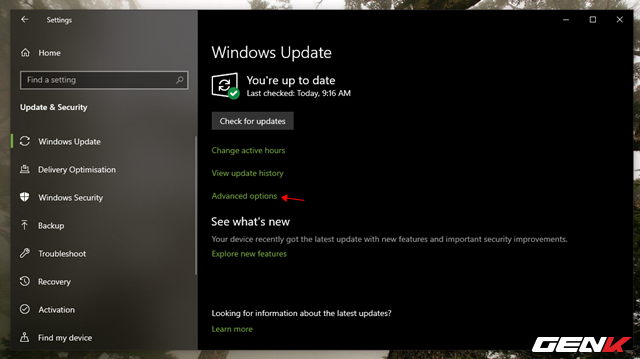 Settings
Home
Find a setting
Update & Security
Windows Update
Delivery Optimisation
Windows Security
Backup
Troubleshoot
Recovery
Activation
Find my device
Windows Update
You're up to date
Last checked: Today, 9:16 AM
Check for updates
Change active hours
View update history
Advanced options
See what's new
Your device recently got the latest update with new features and important security improvements.
Explore new features
Looking for information about the latest updates?
Learn more
GENK